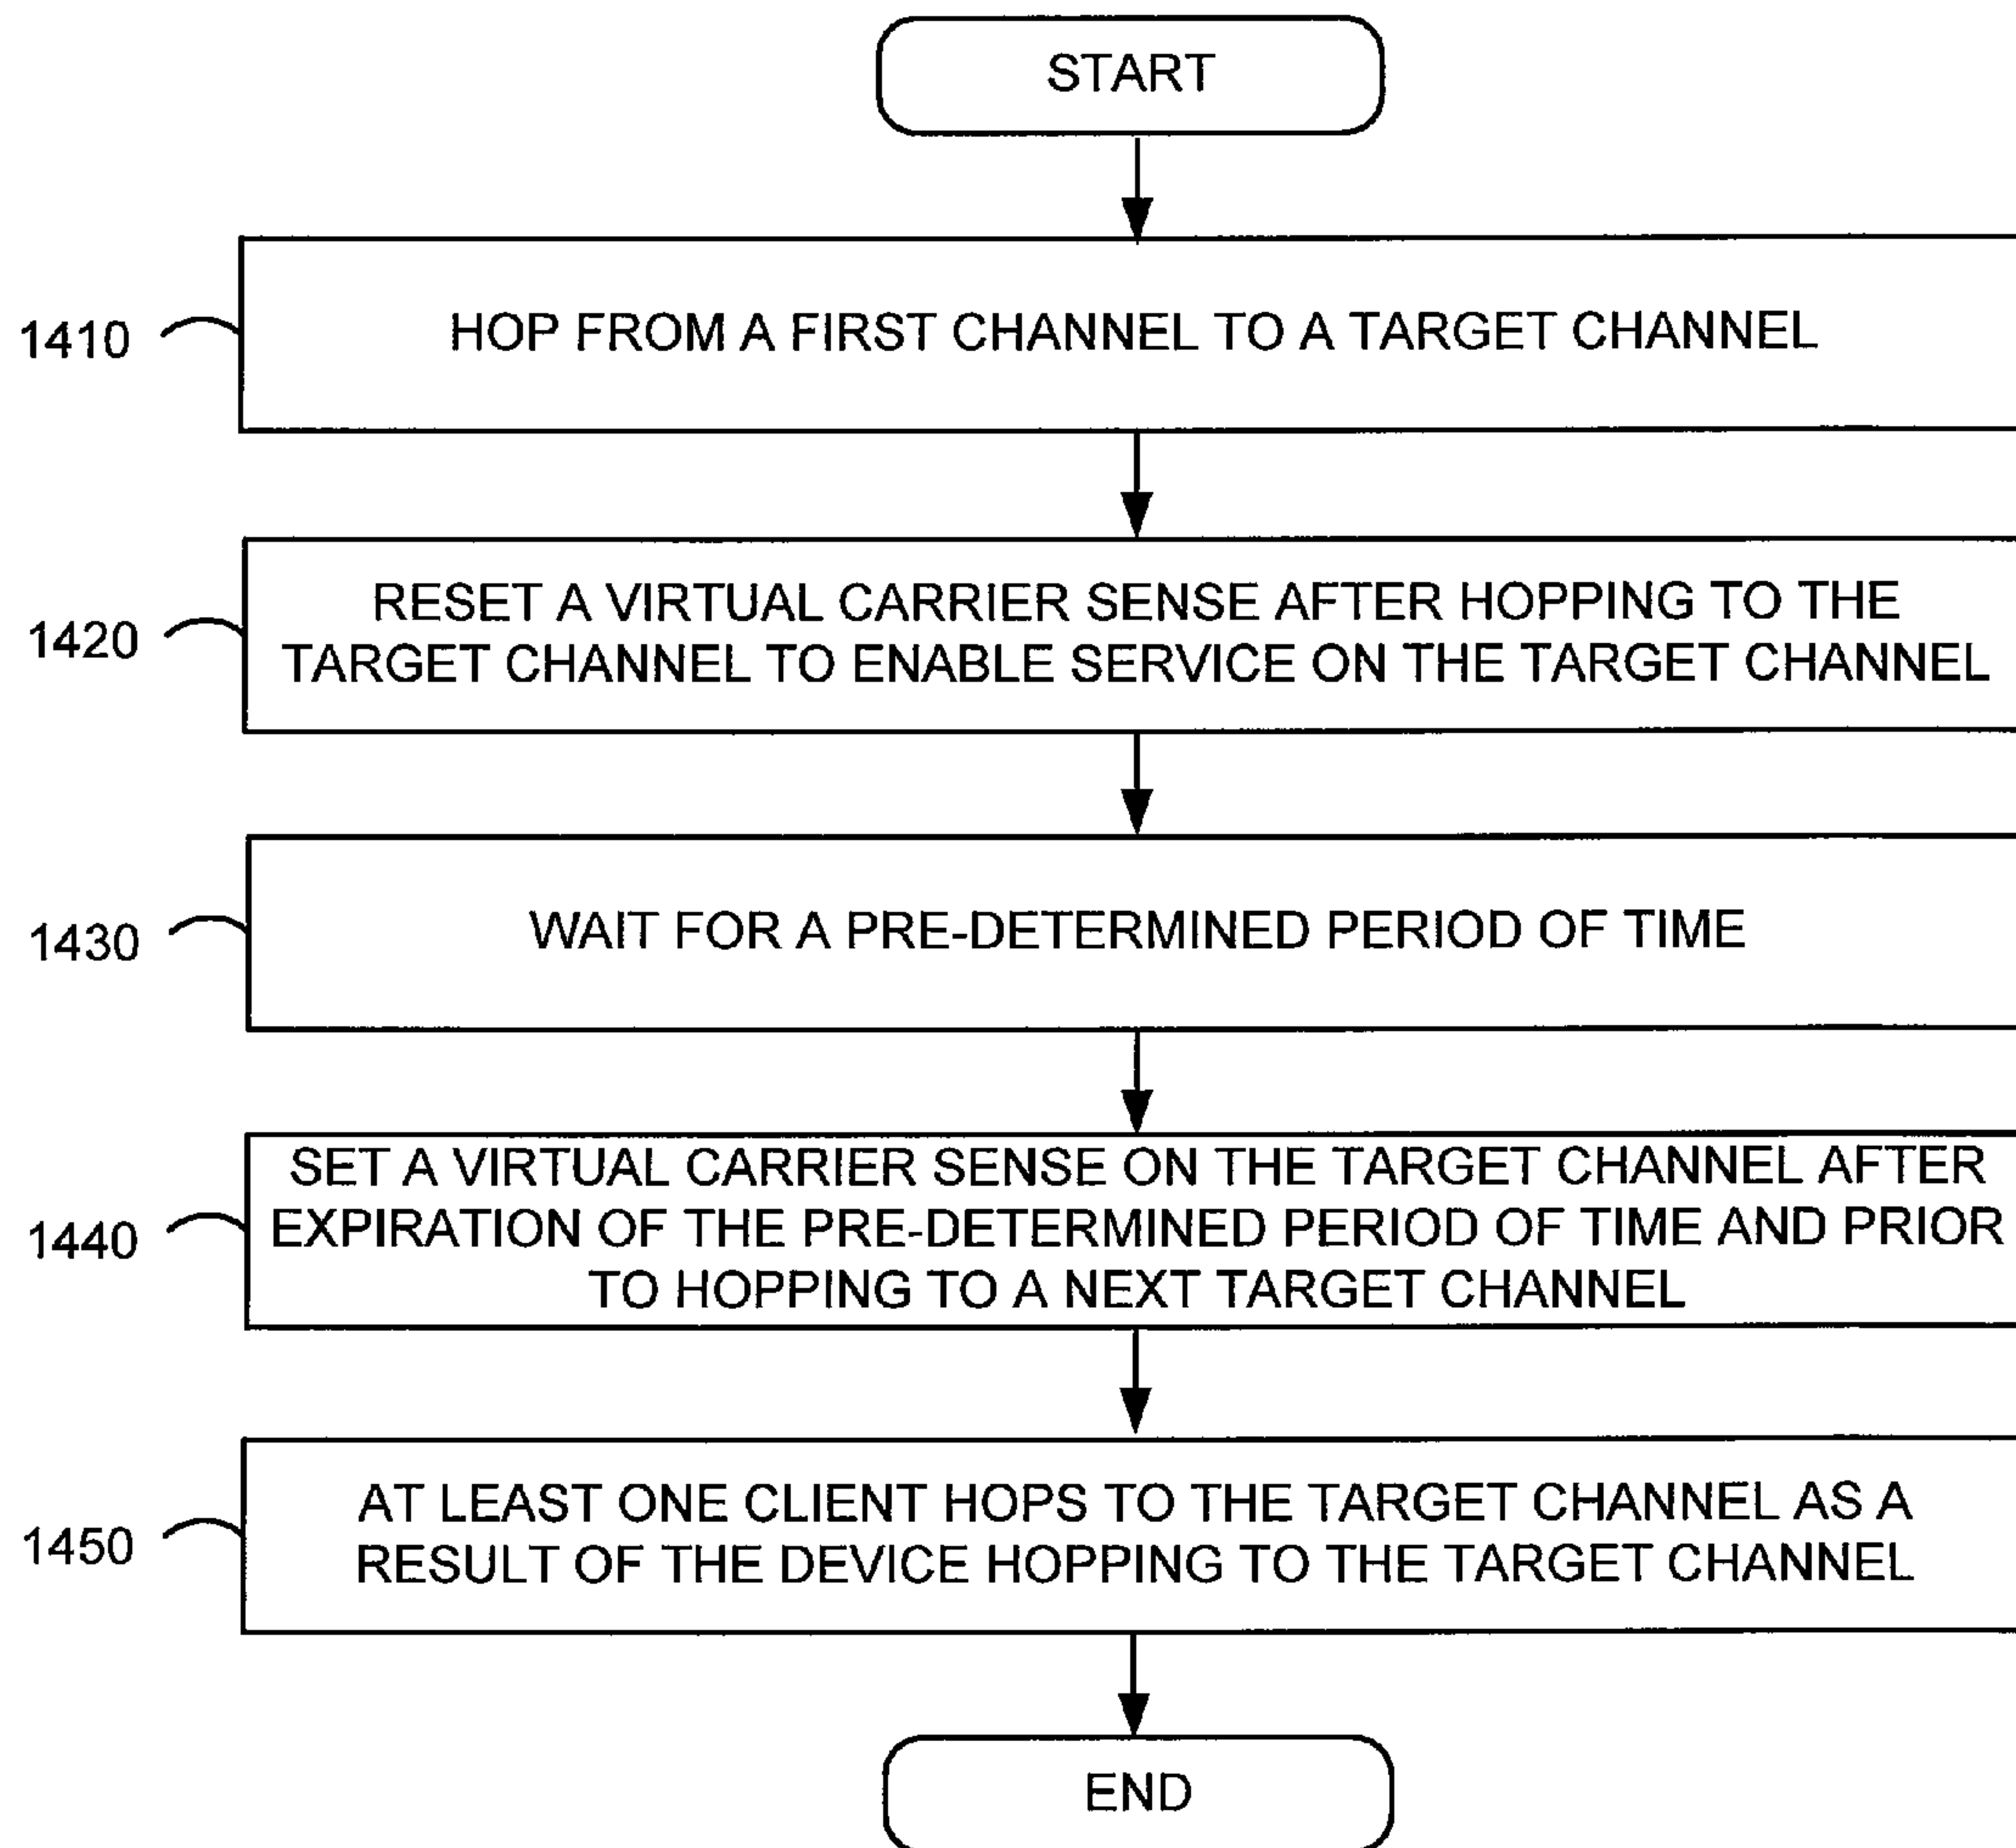 START
1410
HOP FROM A FIRST CHANNEL TO A TARGET CHANNEL
1420
RESET A VIRTUAL CARRIER SENSE AFTER HOPPING TO THE
TARGET CHANNEL TO ENABLE SERVICE ON THE TARGET CHANNEL
1430
WAIT FOR A PRE-DETERMINED PERIOD OF TIME
1440
SET A VIRTUAL CARRIER SENSE ON THE TARGET CHANNEL AFTER
EXPIRATION OF THE PRE-DETERMINED PERIOD OF TIME AND PRIOR
TO HOPPING TO A NEXT TARGET CHANNEL
1450
AT LEAST ONE CLIENT HOPS TO THE TARGET CHANNEL AS A
RESULT OF THE DEVICE HOPPING TO THE TARGET CHANNEL
END